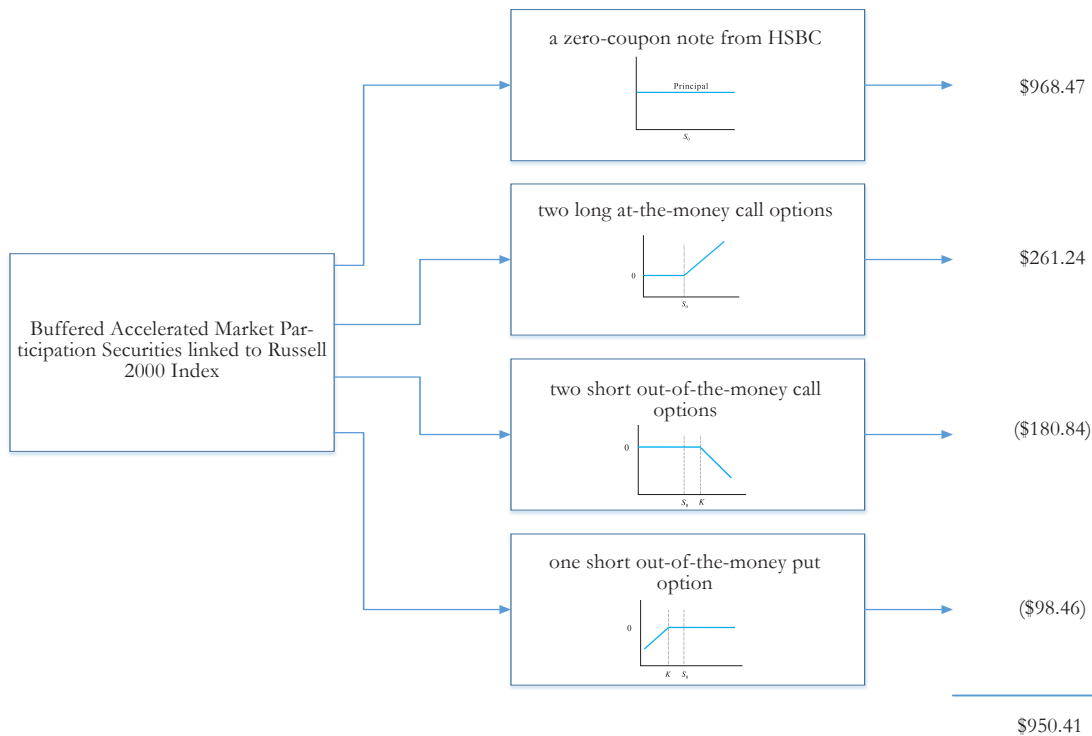 a zero-coupon note from HSBC
Principal
S₀
$968.47
two long at-the-money call options
0
S₀
$261.24
Buffered Accelerated Market Par-
ticipation Securities linked to Russell
2000 Index
two short out-of-the-money call
options
0
S₀ K
($180.84)
one short out-of-the-money put
option
0
K S₀
($98.46)
$950.41